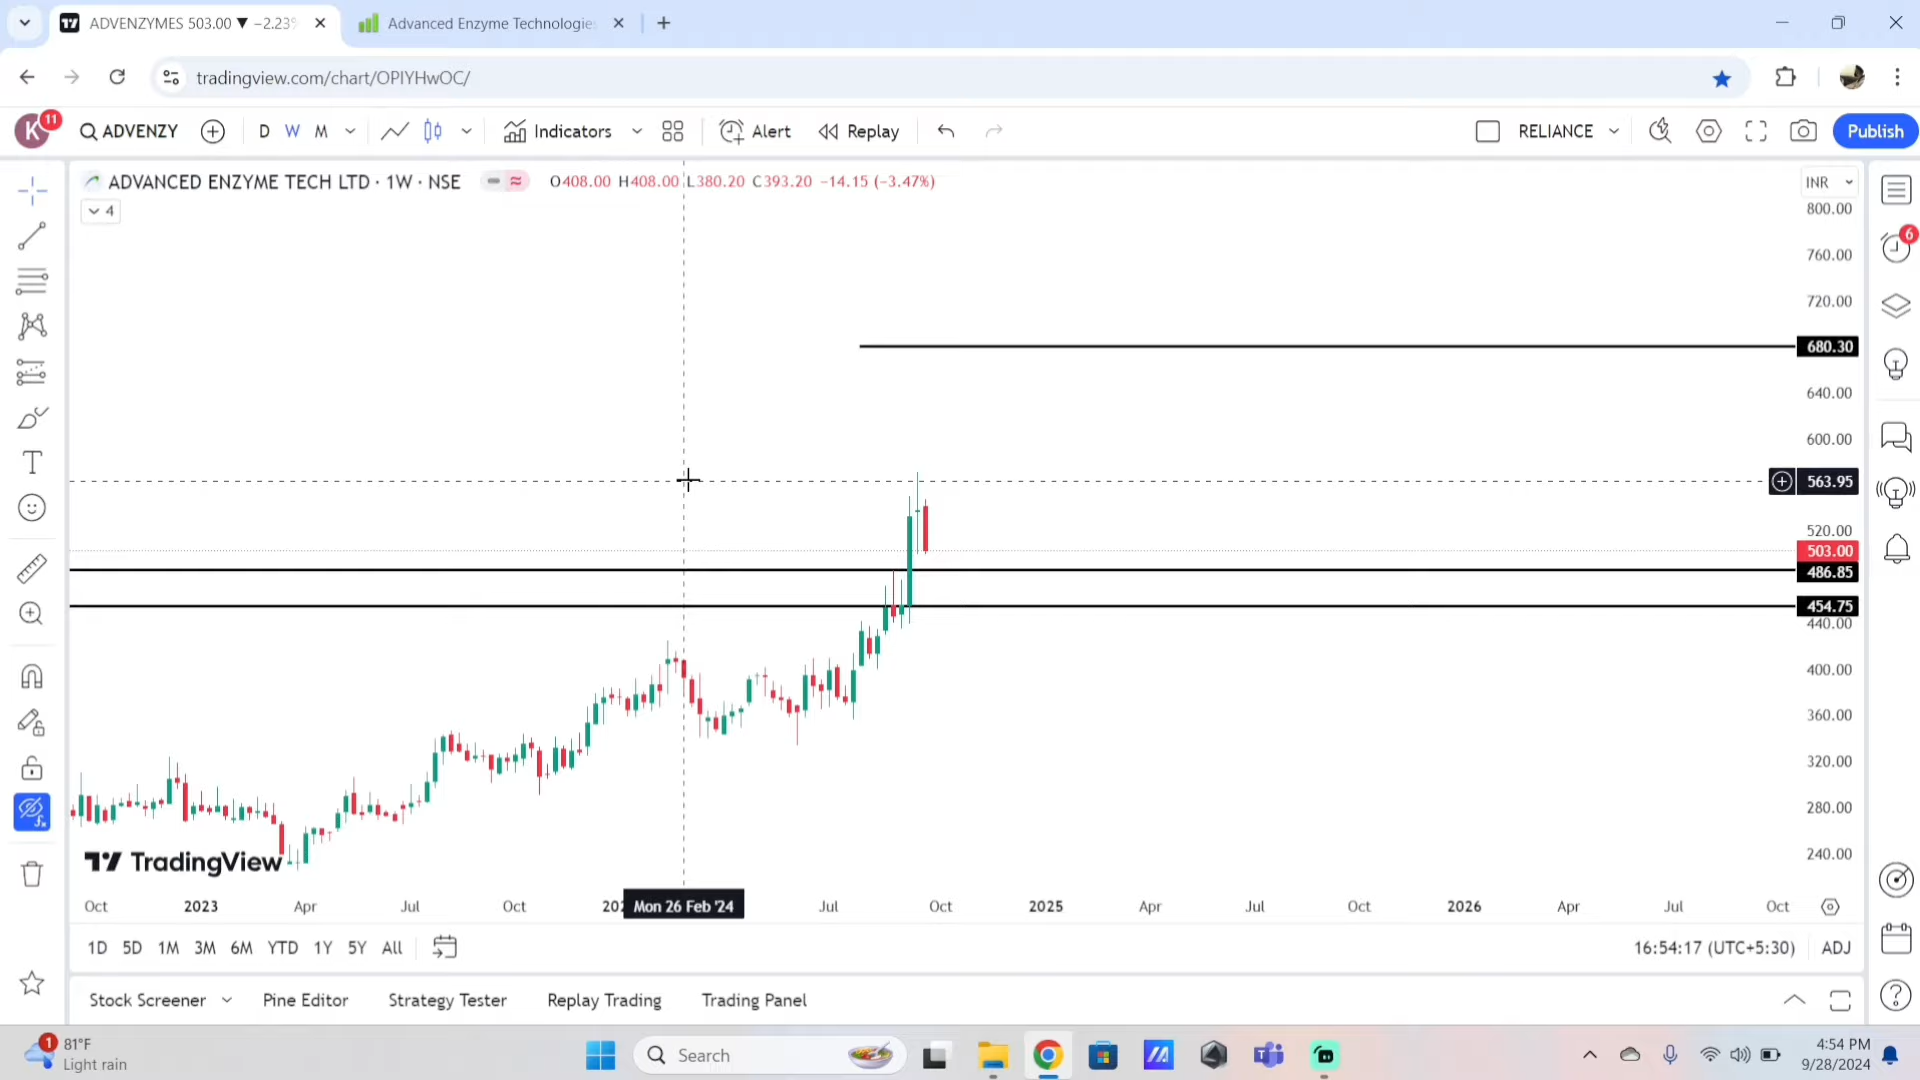 ADVENZYMES 503.00 ▼ −2.23%
Advanced Enzyme Technologies
tradingview.com/chart/OPIYHwOC/
K 11
ADVENZY
D W M
Indicators
Alert
Replay
RELIANCE
Publish
ADVANCED ENZYME TECH LTD · 1W · NSE
O408.00 H408.00 L380.20 C393.20 −14.15 (−3.47%)
4
INR
800.00
760.00
720.00
680.30
640.00
600.00
563.95
520.00
503.00
486.85
454.75
440.00
400.00
360.00
320.00
280.00
240.00
6
TradingView
Oct 2023 Apr Jul Oct Mon 26 Feb '24 Jul Oct 2025 Apr Jul Oct 2026 Apr Jul Oct
1D 5D 1M 3M 6M YTD 1Y 5Y All
16:54:17 (UTC+5:30) ADJ
Stock Screener Pine Editor Strategy Tester Replay Trading Trading Panel
1
81°F
Light rain
Search
4:54 PM
9/28/2024